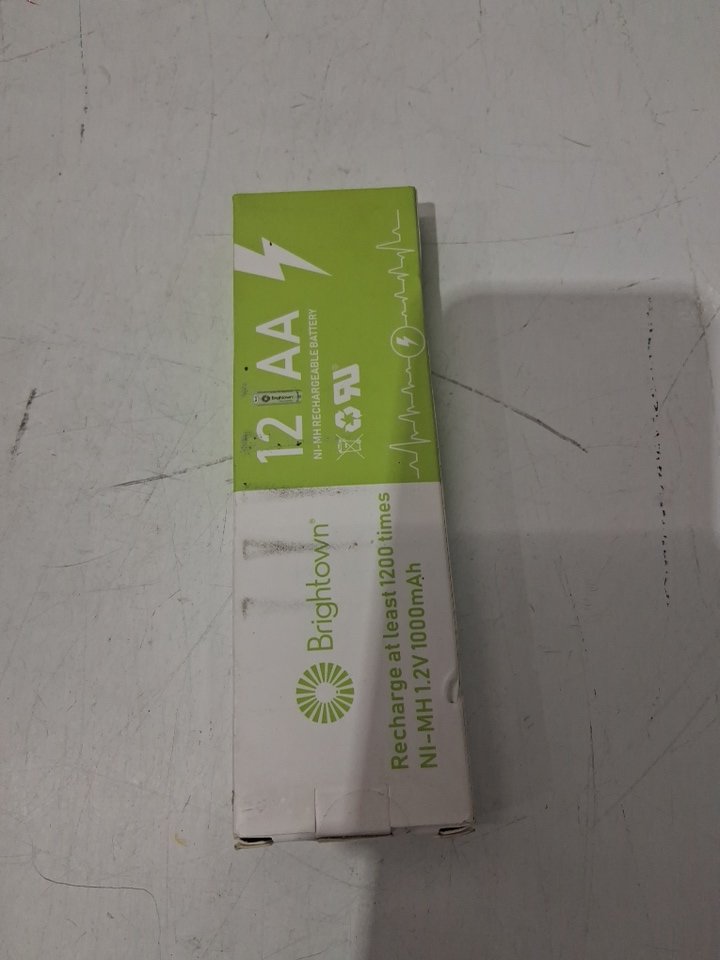 12 AA
NI-MH RECHARGEABLE BATTERY
Brightown®
Recharge at least 1200 times
NI-MH 1.2V 1000mAh